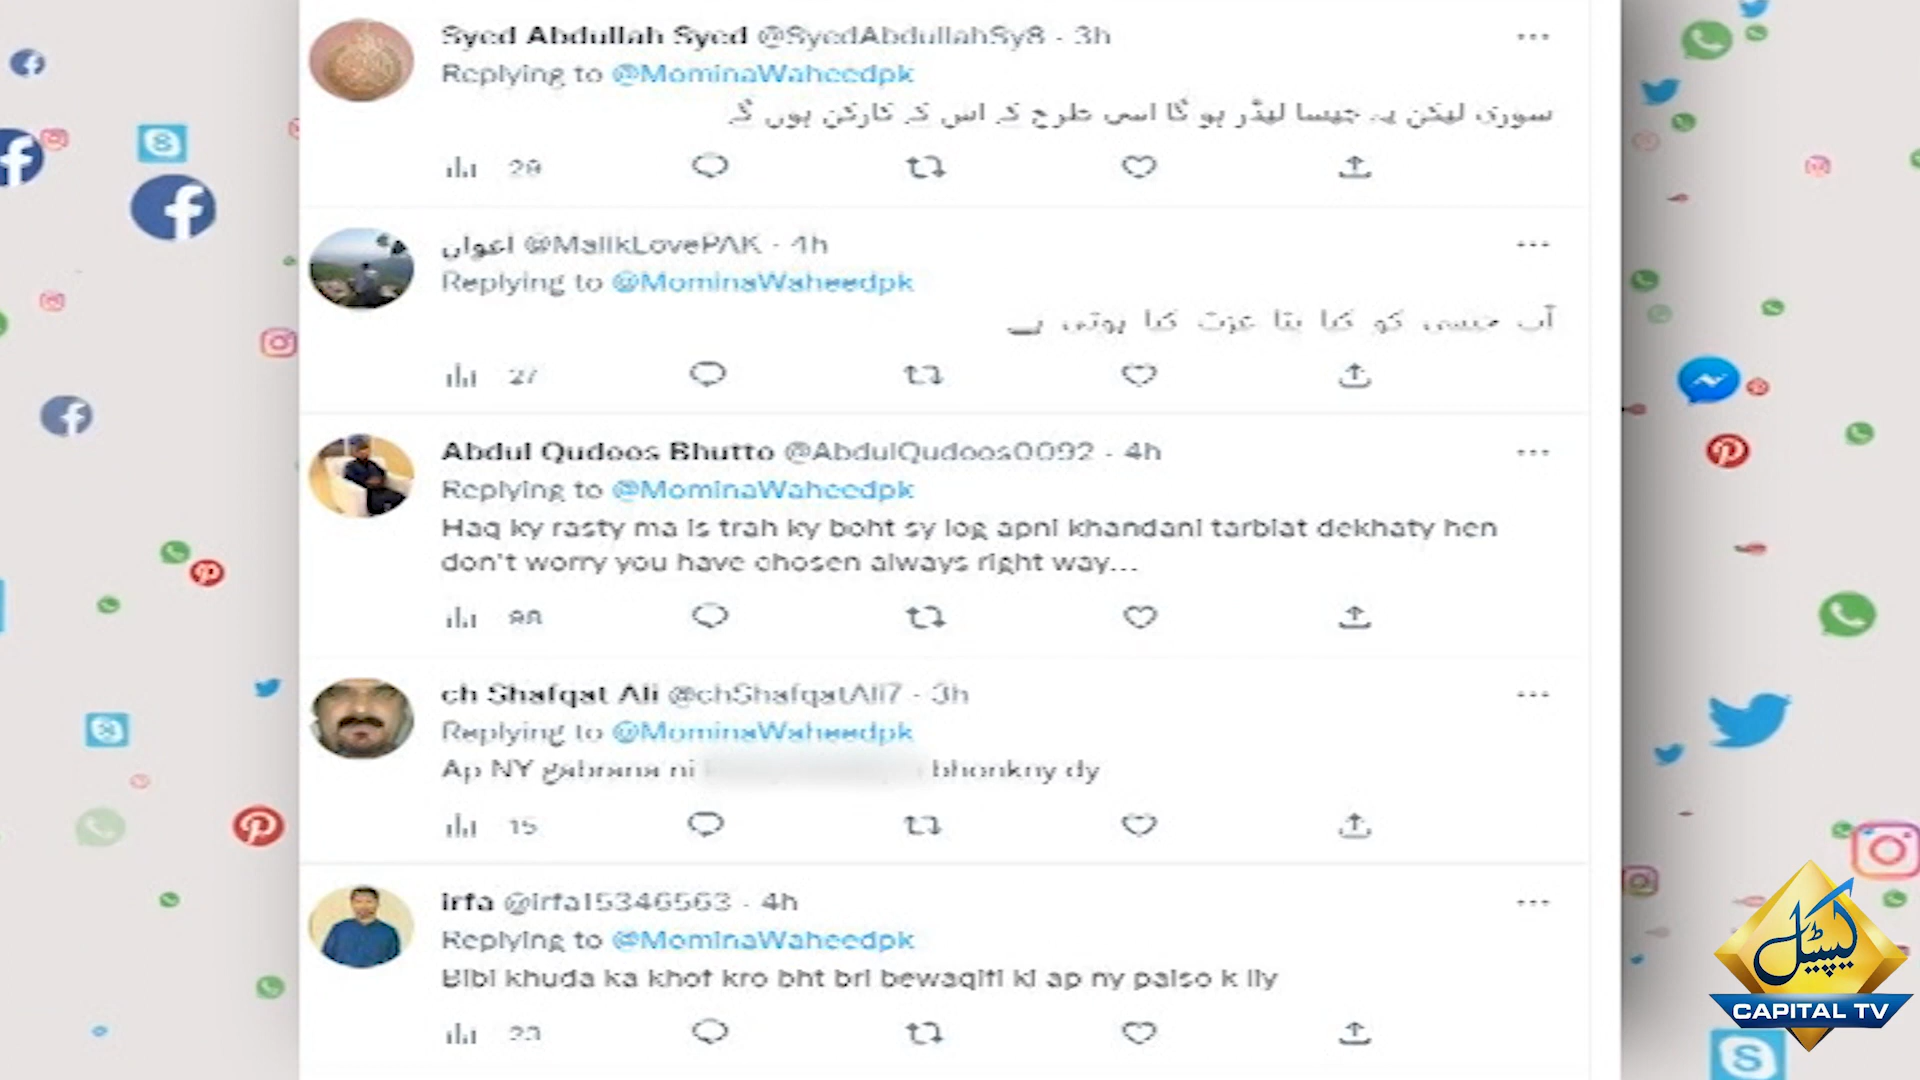 Syed Abdullah Syed @SyedAbdullahSy8 · 3h
Replying to @MominaWaheedpk
سوری لیکن یہ جیسا لیڈر ہو گا اسی طرح کے اس کے کارکن ہوں گے
اعوان @MalikLovePAK · 4h
Replying to @MominaWaheedpk
آپ جیسی کو کیا پتا عزت کیا ہوتی ہے
27
Abdul Qudoos Bhutto @AbdulQudoos0092 · 4h
Replying to @MominaWaheedpk
Haq ky rasty ma is trah ky boht sy log apni khandani tarbiat dekhaty hen
don't worry you have chosen always right way...
ch Shafqat Ali @chShafqatAli7 · 3h
Replying to @MominaWaheedpk
Ap NY gabrana ni bhonkny dy
15
irfa @irfa15346563 · 4h
Replying to @MominaWaheedpk
Bibi khuda ka khof kro bht bri bewaqifi ki ap ny paiso k liy
23
کیپیٹل
CAPITAL TV